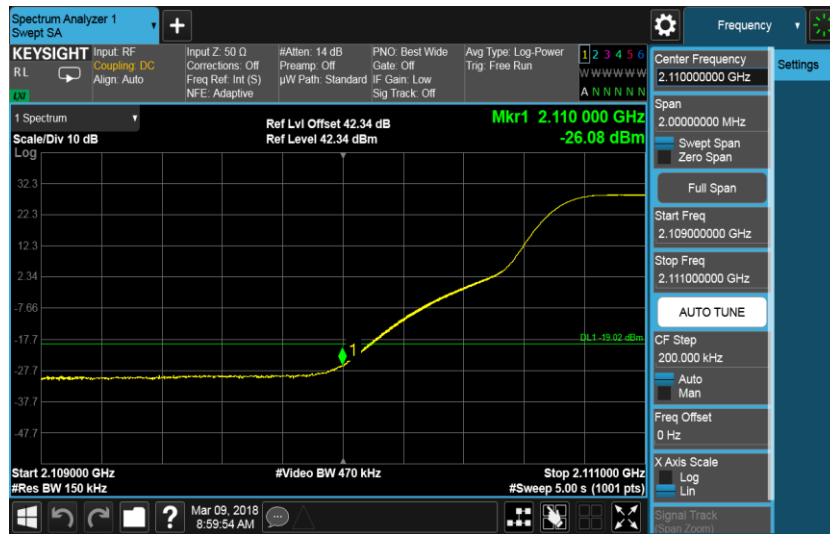 Spectrum Analyzer 1
Swept SA
+
Frequency
KEYSIGHT
RL
LXI
Input: RF
Coupling: DC
Align: Auto
Input Z: 50 Ω
Corrections: Off
Freq Ref: Int (S)
NFE: Adaptive
#Atten: 14 dB
Preamp: Off
µW Path: Standard
PNO: Best Wide
Gate: Off
IF Gain: Low
Sig Track: Off
Avg Type: Log-Power
Trig: Free Run
1 2 3 4 5 6
W W W W W W
A N N N N N
1 Spectrum
Scale/Div 10 dB
Log
Ref Lvl Offset 42.34 dB
Ref Level 42.34 dBm
Mkr1 2.110 000 GHz
-26.08 dBm
32.3
22.3
12.3
2.34
-7.66
-17.7
-27.7
-37.7
-47.7
DL1 -19.02 dBm
1
Start 2.109000 GHz
#Res BW 150 kHz
#Video BW 470 kHz
Stop 2.111000 GHz
#Sweep 5.00 s (1001 pts)
?
Mar 09, 2018
8:59:54 AM
Center Frequency
2.110000000 GHz
Span
2.00000000 MHz
Swept Span
Zero Span
Full Span
Start Freq
2.109000000 GHz
Stop Freq
2.111000000 GHz
AUTO TUNE
CF Step
200.000 kHz
Auto
Man
Freq Offset
0 Hz
X Axis Scale
Log
Lin
Signal Track
(Span Zoom)
Settings